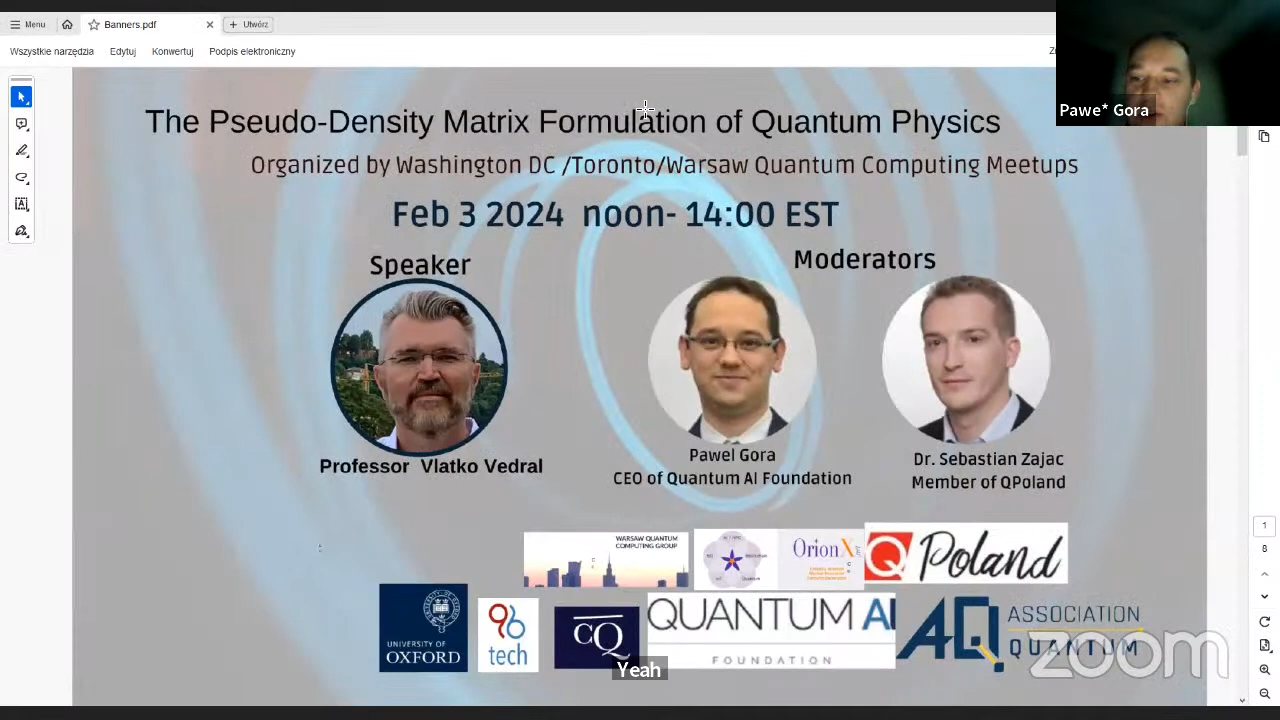 Menu
Banners.pdf
Utwórz
Wszystkie narzędzia
Edytuj
Konwertuj
Podpis elektroniczny
Pawe* Gora
The Pseudo-Density Matrix Formulation of Quantum Physics
Organized by Washington DC /Toronto/Warsaw Quantum Computing Meetups
Feb 3 2024 noon- 14:00 EST
Speaker
Moderators
Professor Vlatko Vedral
Pawel Gora
CEO of Quantum AI Foundation
Dr. Sebastian Zajac
Member of QPoland
WARSAW QUANTUM
COMPUTING GROUP
OrionX
Q Poland
UNIVERSITY OF
OXFORD
tech
CQ
QUANTUM AI
FOUNDATION
AQ
ASSOCIATION
QUANTUM
zoom
Yeah
1
8